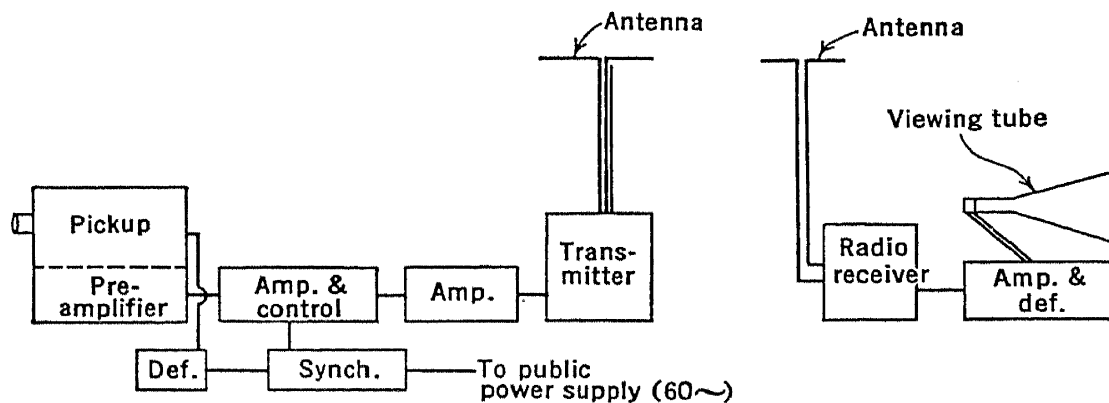 Antenna
Antenna
Viewing tube
Pickup
Pre-
amplifier
Amp. &
control
Amp.
Trans-
mitter
Radio
receiver
Amp. &
def.
Def.
Synch.
To public
power supply (60~)